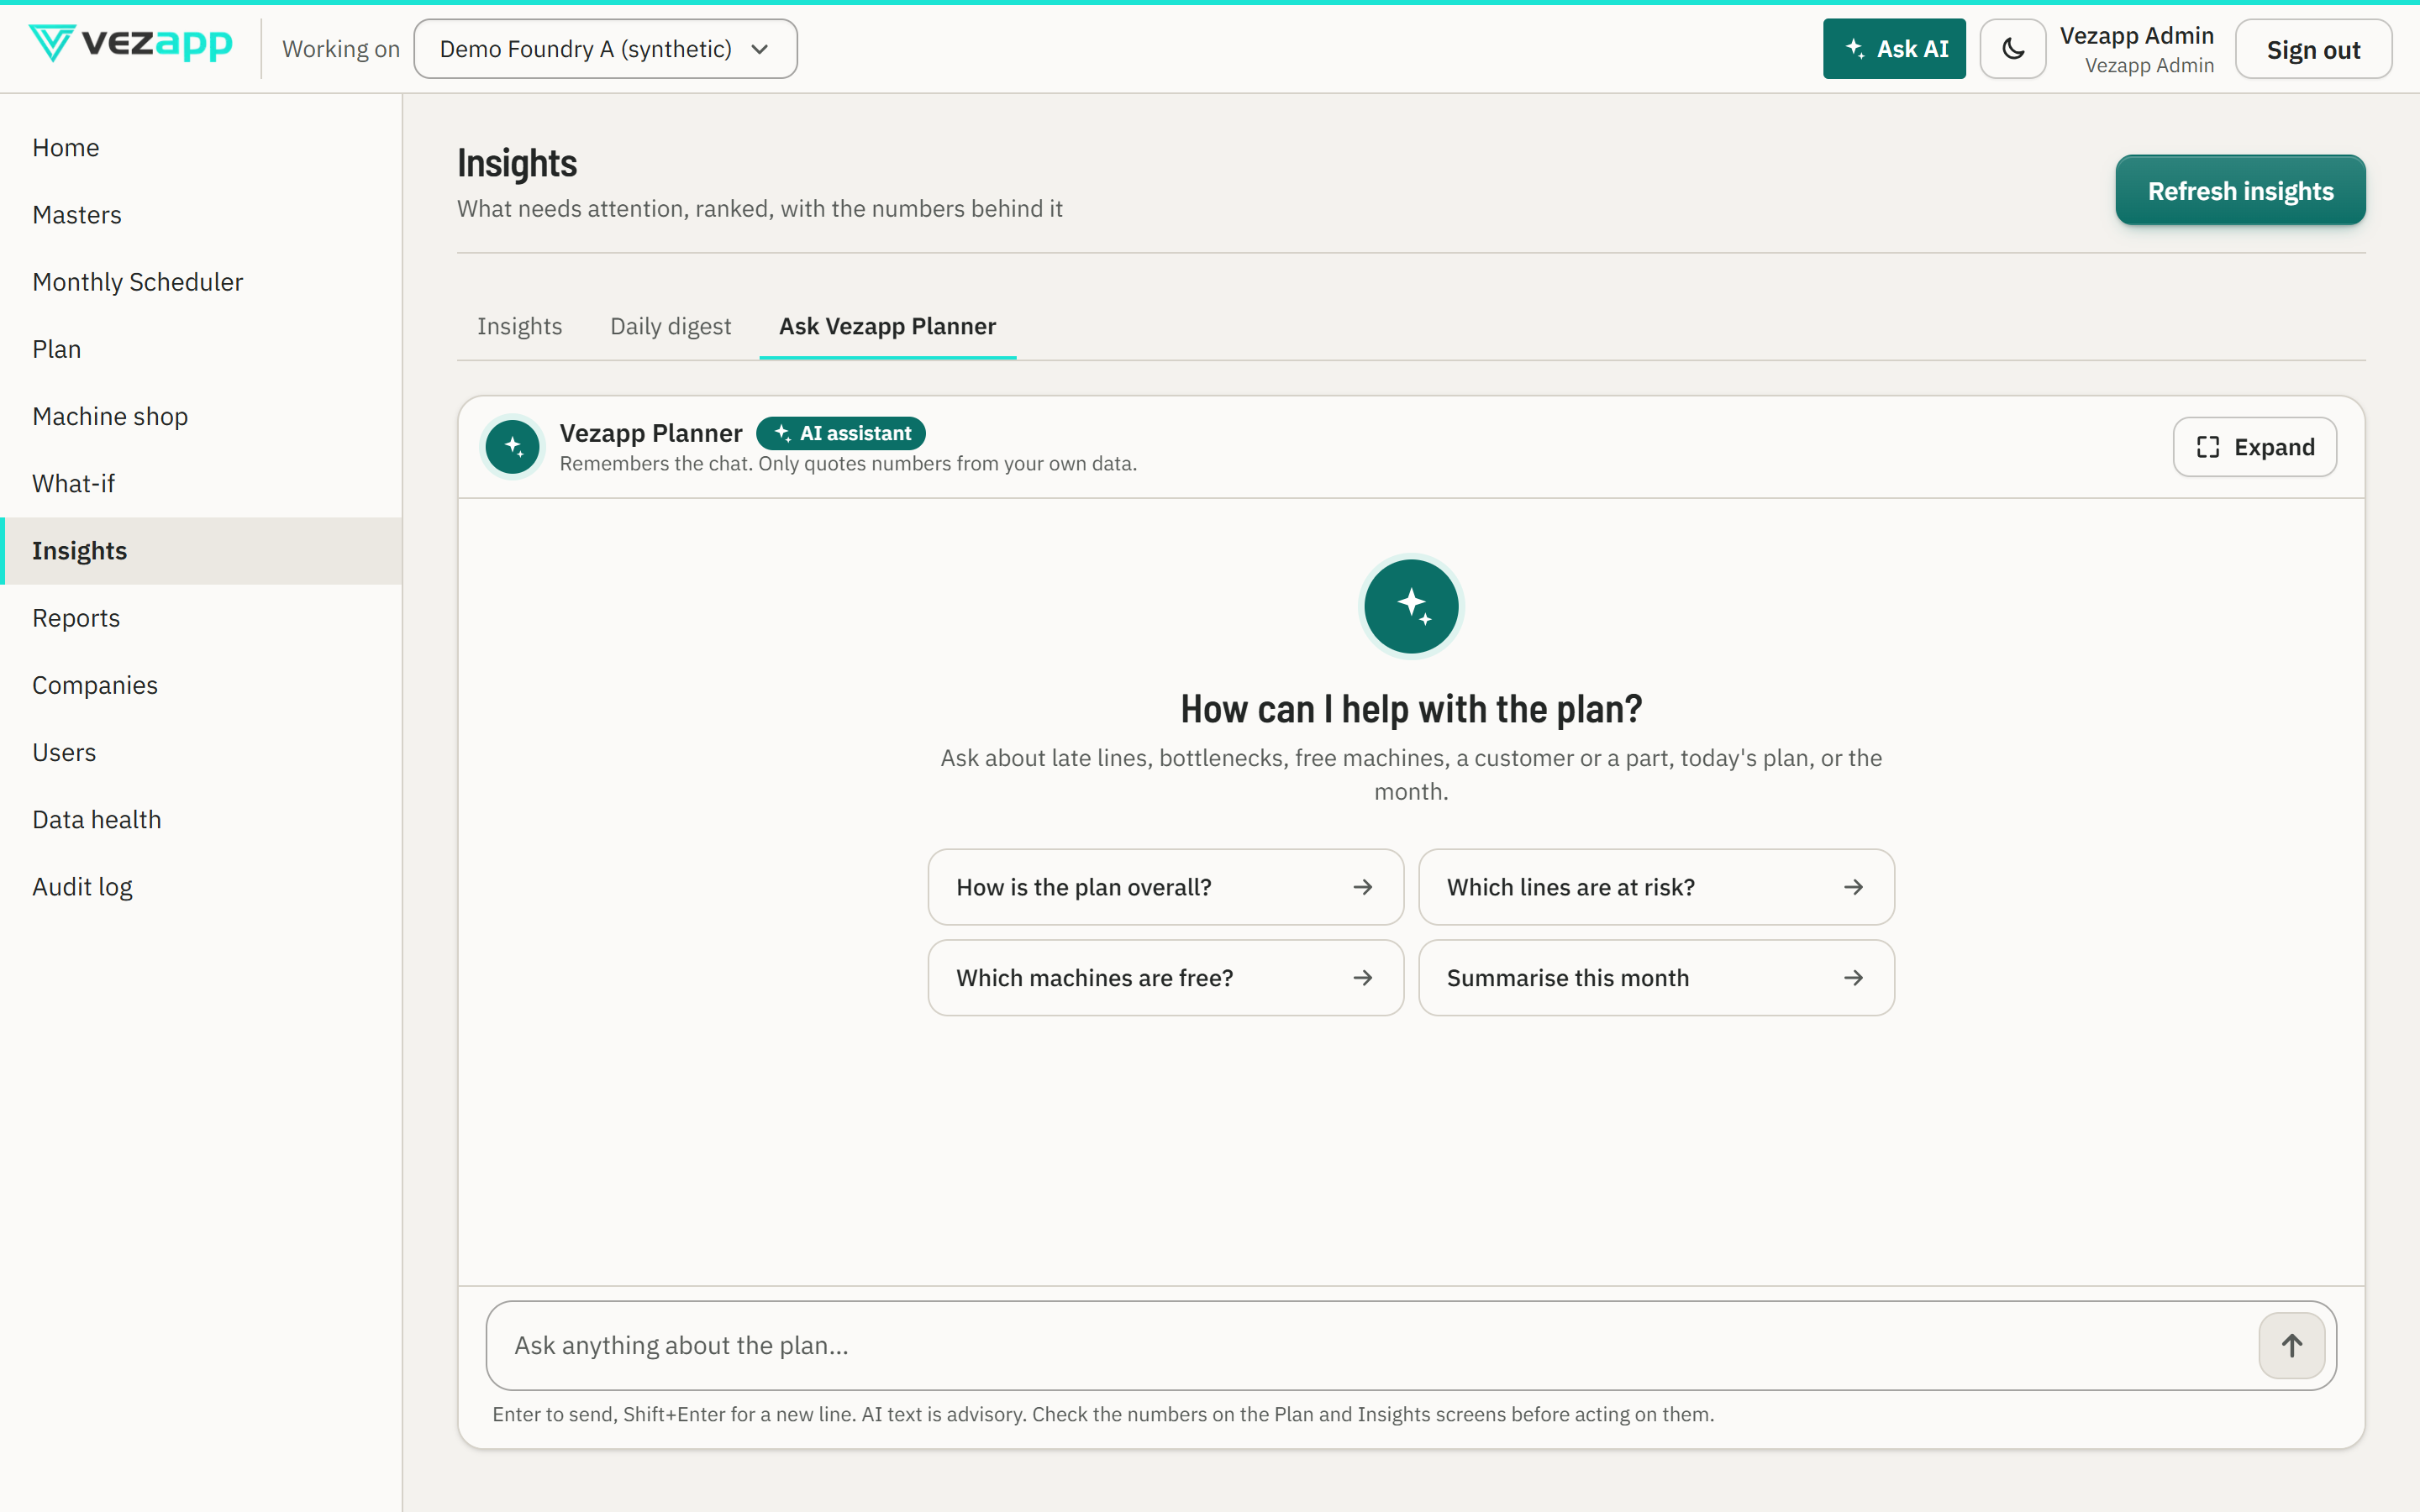 vezapp
Working on
Demo Foundry A (synthetic)
Ask AI
Vezapp Admin
Vezapp Admin
Sign out
Home
Masters
Monthly Scheduler
Plan
Machine shop
What-if
Insights
Reports
Companies
Users
Data health
Audit log
Insights
What needs attention, ranked, with the numbers behind it
Refresh insights
Insights
Daily digest
Ask Vezapp Planner
Vezapp Planner
AI assistant
Remembers the chat. Only quotes numbers from your own data.
Expand
How can I help with the plan?
Ask about late lines, bottlenecks, free machines, a customer or a part, today's plan, or the
month.
How is the plan overall?
Which lines are at risk?
Which machines are free?
Summarise this month
Ask anything about the plan...
Enter to send, Shift+Enter for a new line. AI text is advisory. Check the numbers on the Plan and Insights screens before acting on them.